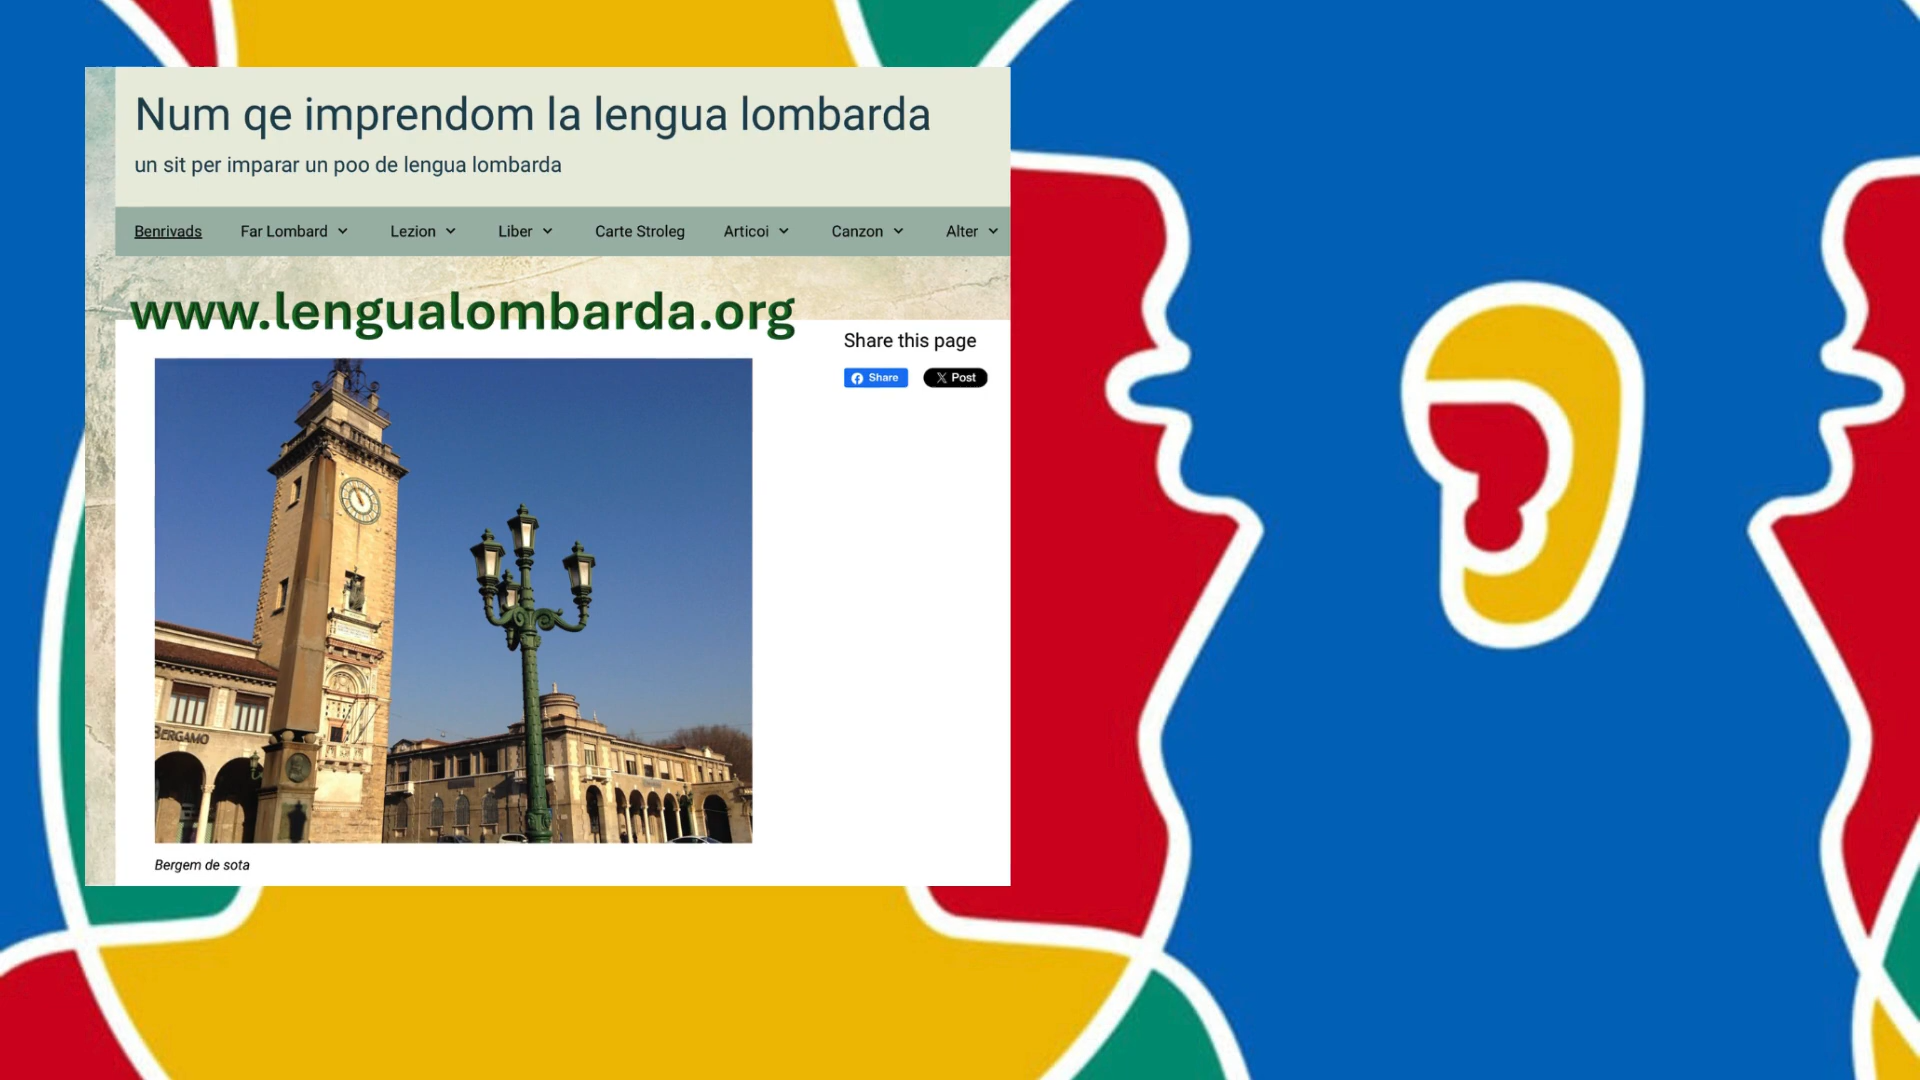 Num qe imprendom la lengua lombarda
un sit per imparar un poo de lengua lombarda
Benrivads Far Lombard Lezion Liber Carte Stroleg Articoi Canzon Alter
www.lengualombarda.org
Share this page
Share Post
BERGAMO
Bergem de sota